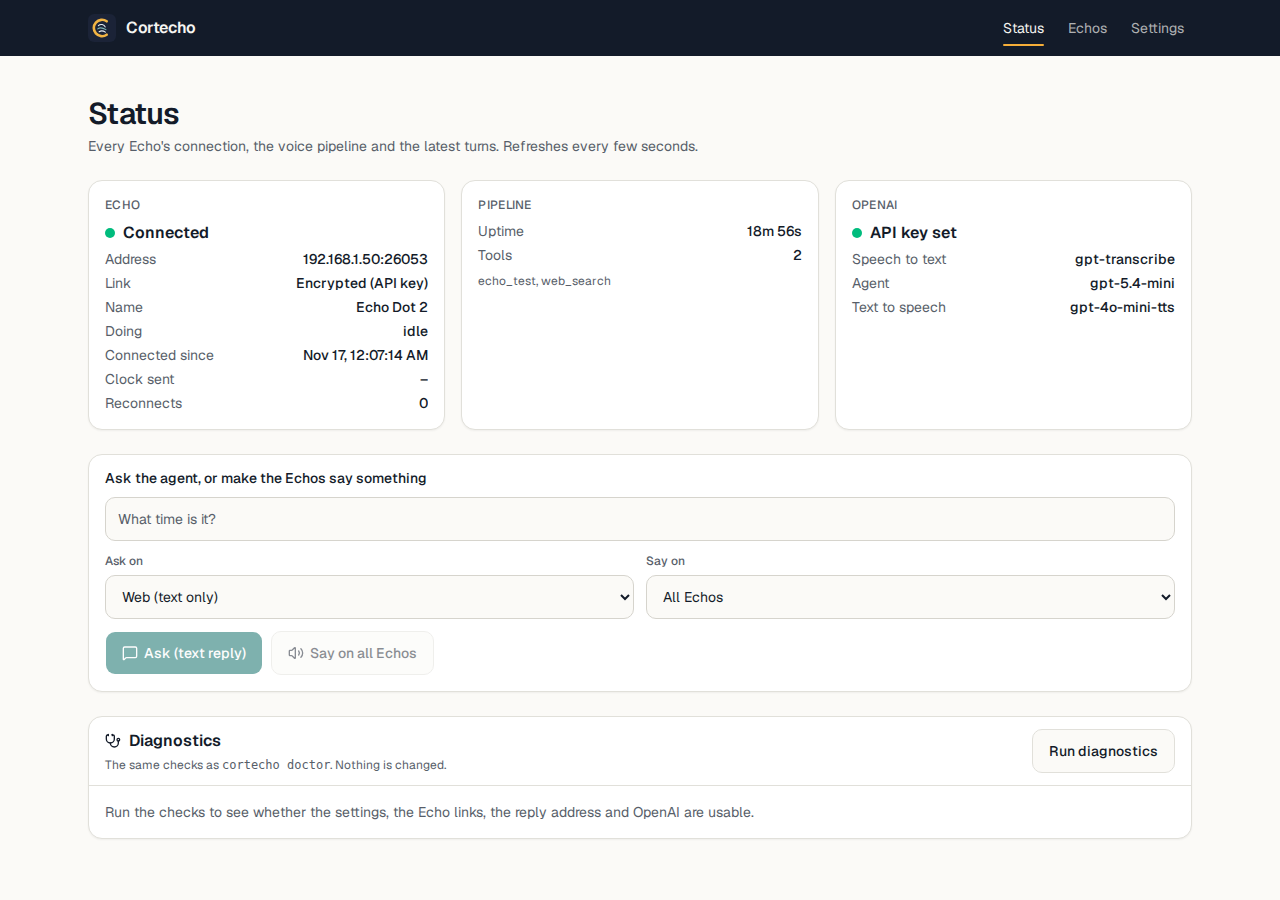 Cortecho
Status Echos Settings
Status
Every Echo's connection, the voice pipeline and the latest turns. Refreshes every few seconds.
ECHO
Connected
Address 192.168.1.50:26053
Link Encrypted (API key)
Name Echo Dot 2
Doing idle
Connected since Nov 17, 12:07:14 AM
Clock sent –
Reconnects 0
PIPELINE
Uptime 18m 56s
Tools 2
echo_test, web_search
OPENAI
API key set
Speech to text gpt-transcribe
Agent gpt-5.4-mini
Text to speech gpt-4o-mini-tts
Ask the agent, or make the Echos say something
What time is it?
Ask on
Web (text only)
Say on
All Echos
Ask (text reply)
Say on all Echos
Diagnostics
The same checks as cortecho doctor. Nothing is changed.
Run diagnostics
Run the checks to see whether the settings, the Echo links, the reply address and OpenAI are usable.